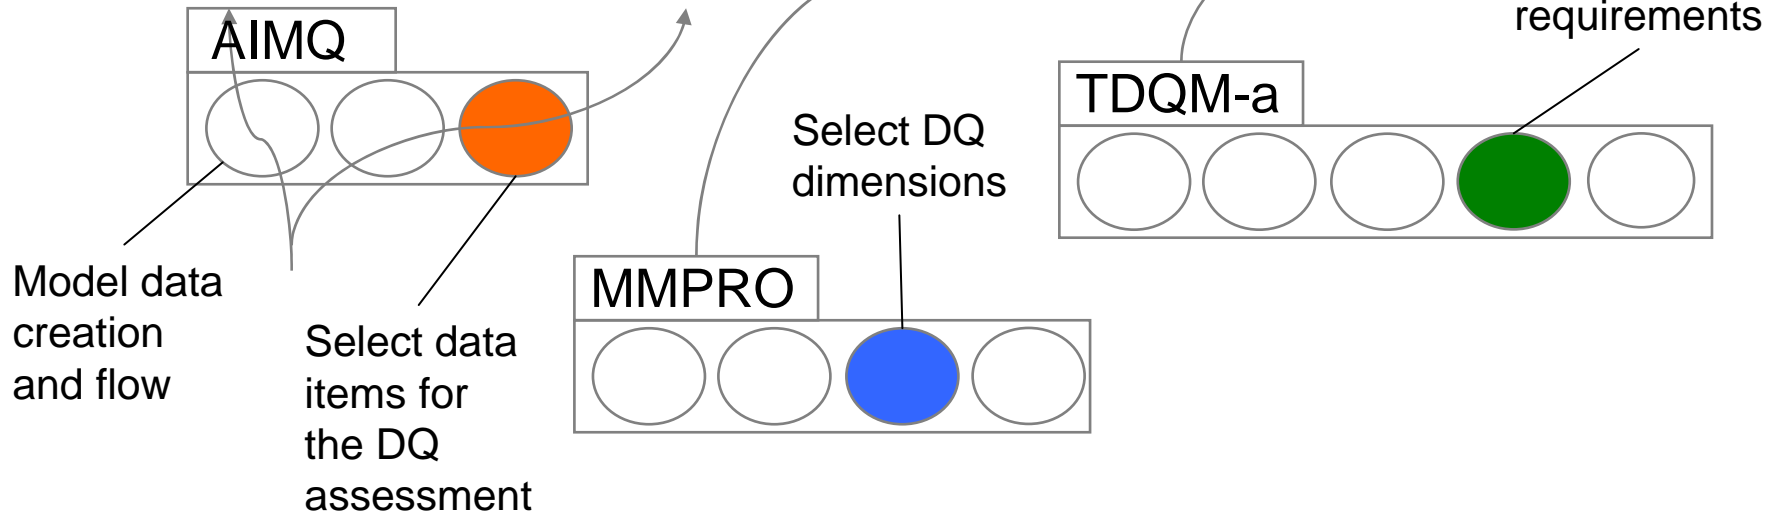 AIMQ
Model data
creation
and flow
Select data
items for
the DQ
assessment
MMPRO
Select DQ
dimensions
TDQM-a
requirements